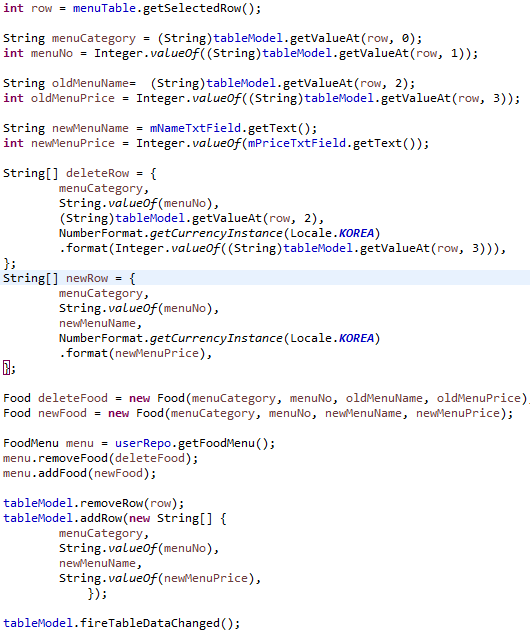 int row = menuTable.getSelectedRow();
String menuCategory = (String)tableModel.getValueAt(row, 0);
int menuNo = Integer.valueOf((String)tableModel.getValueAt(row, 1));
String oldMenuName=  (String)tableModel.getValueAt(row, 2);
int oldMenuPrice = Integer.valueOf((String)tableModel.getValueAt(row, 3));
String newMenuName = mNameTxtField.getText();
int newMenuPrice = Integer.valueOf(mPriceTxtField.getText());
String[] deleteRow = {
menuCategory,
String.valueOf(menuNo),
(String)tableModel.getValueAt(row, 2),
NumberFormat.getCurrencyInstance(Locale.KOREA)
.format(Integer.valueOf((String)tableModel.getValueAt(row, 3))),
};
String[] newRow = {
menuCategory,
String.valueOf(menuNo),
newMenuName,
NumberFormat.getCurrencyInstance(Locale.KOREA)
.format(newMenuPrice),
};
Food deleteFood = new Food(menuCategory, menuNo, oldMenuName, oldMenuPrice)
Food newFood = new Food(menuCategory, menuNo, newMenuName, newMenuPrice);
FoodMenu menu = userRepo.getFoodMenu();
menu.removeFood(deleteFood);
menu.addFood(newFood);
tableModel.removeRow(row);
tableModel.addRow(new String[] {
menuCategory,
String.valueOf(menuNo),
newMenuName,
String.valueOf(newMenuPrice),
});
tableModel.fireTableDataChanged();